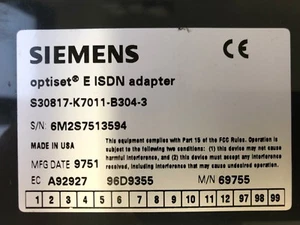 SIEMENS
CE
optiset® E ISDN adapter
S30817-K7011-B304-3
S/N: 6M2S7513594
MADE IN USA
MFG DATE 9751
This equipment complies with Part 15 of the FCC Rules. Operation is
subject to the following two conditions: (1) this device may not cause
harmful interference, and (2) this device must accept any interference
received, including interference that may cause undesired operation.
EC A92927 96D9355 M/N 69755
1 2 3 4 5 6 7 8 9 10 11 12 97 98 99